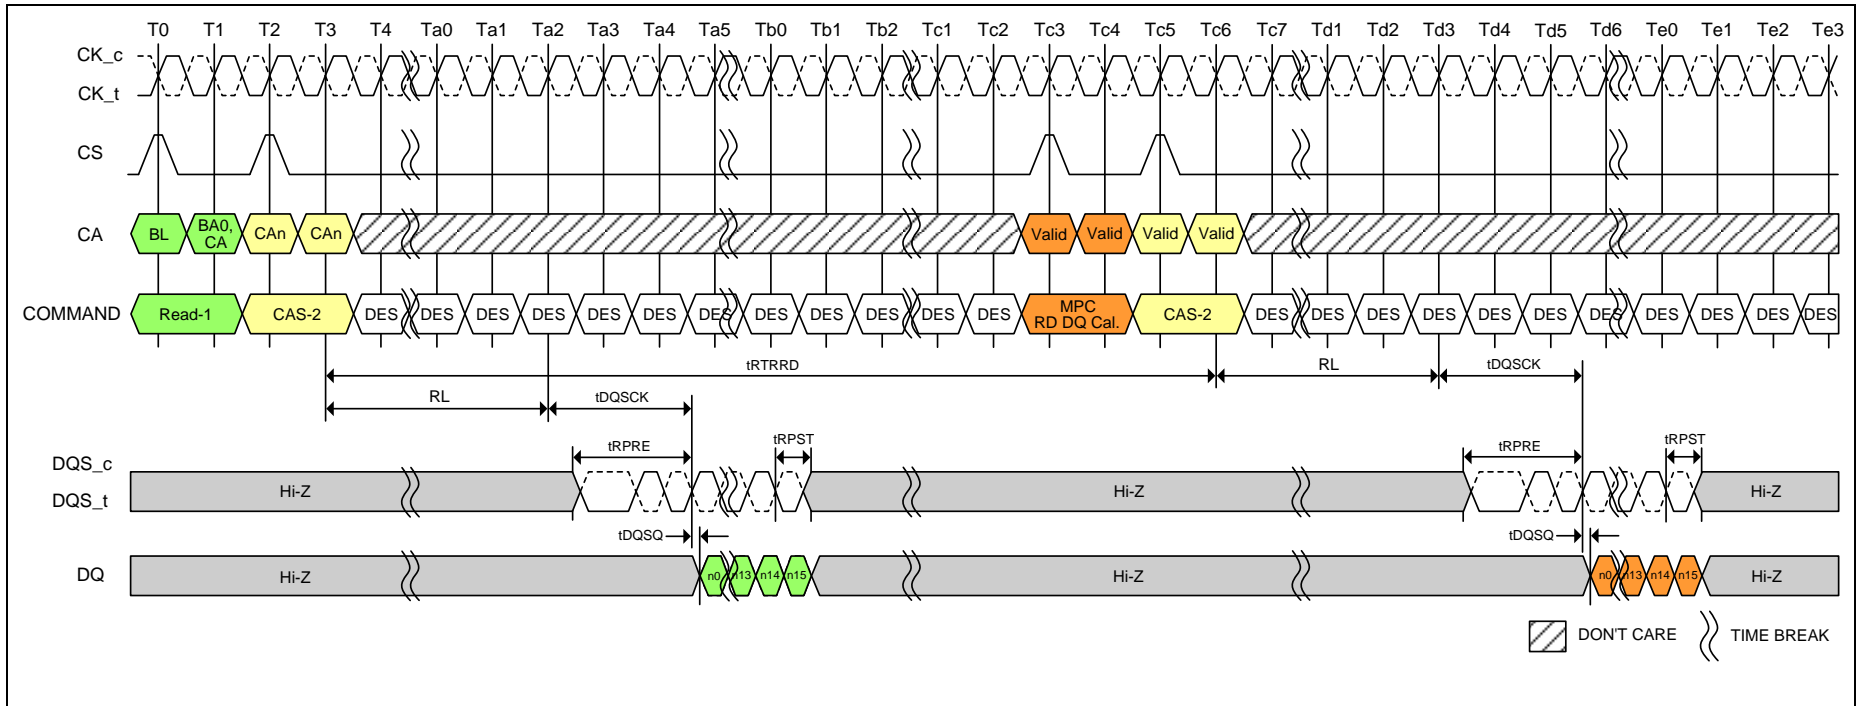 T0 T1 T2 T3 T4 Ta0 Ta1 Ta2 Ta3 Ta4 Ta5 Tb0 Tb1 Tb2 Tc1 Tc2 Tc3 Tc4 Tc5 Tc6 Tc7 Td1 Td2 Td3 Td4 Td5 Td6 Te0 Te1 Te2 Te3
CK_c
CK_t
CS
CA BL BA0, CA CAn CAn Valid Valid Valid Valid
COMMAND Read-1 CAS-2 DES DES DES DES DES DES DES DES DES DES DES DES MPC RD DQ Cal. CAS-2 DES DES DES DES DES DES DES DES DES DES DES
tRTRRD RL tDQSCK
RL tDQSCK
tRPRE tRPST tRPRE tRPST
DQS_c
DQS_t Hi-Z Hi-Z Hi-Z
tDQSQ tDQSQ
DQ Hi-Z n0 n13 n14 n15 Hi-Z n0 n13 n14 n15 Hi-Z
DON'T CARE TIME BREAK